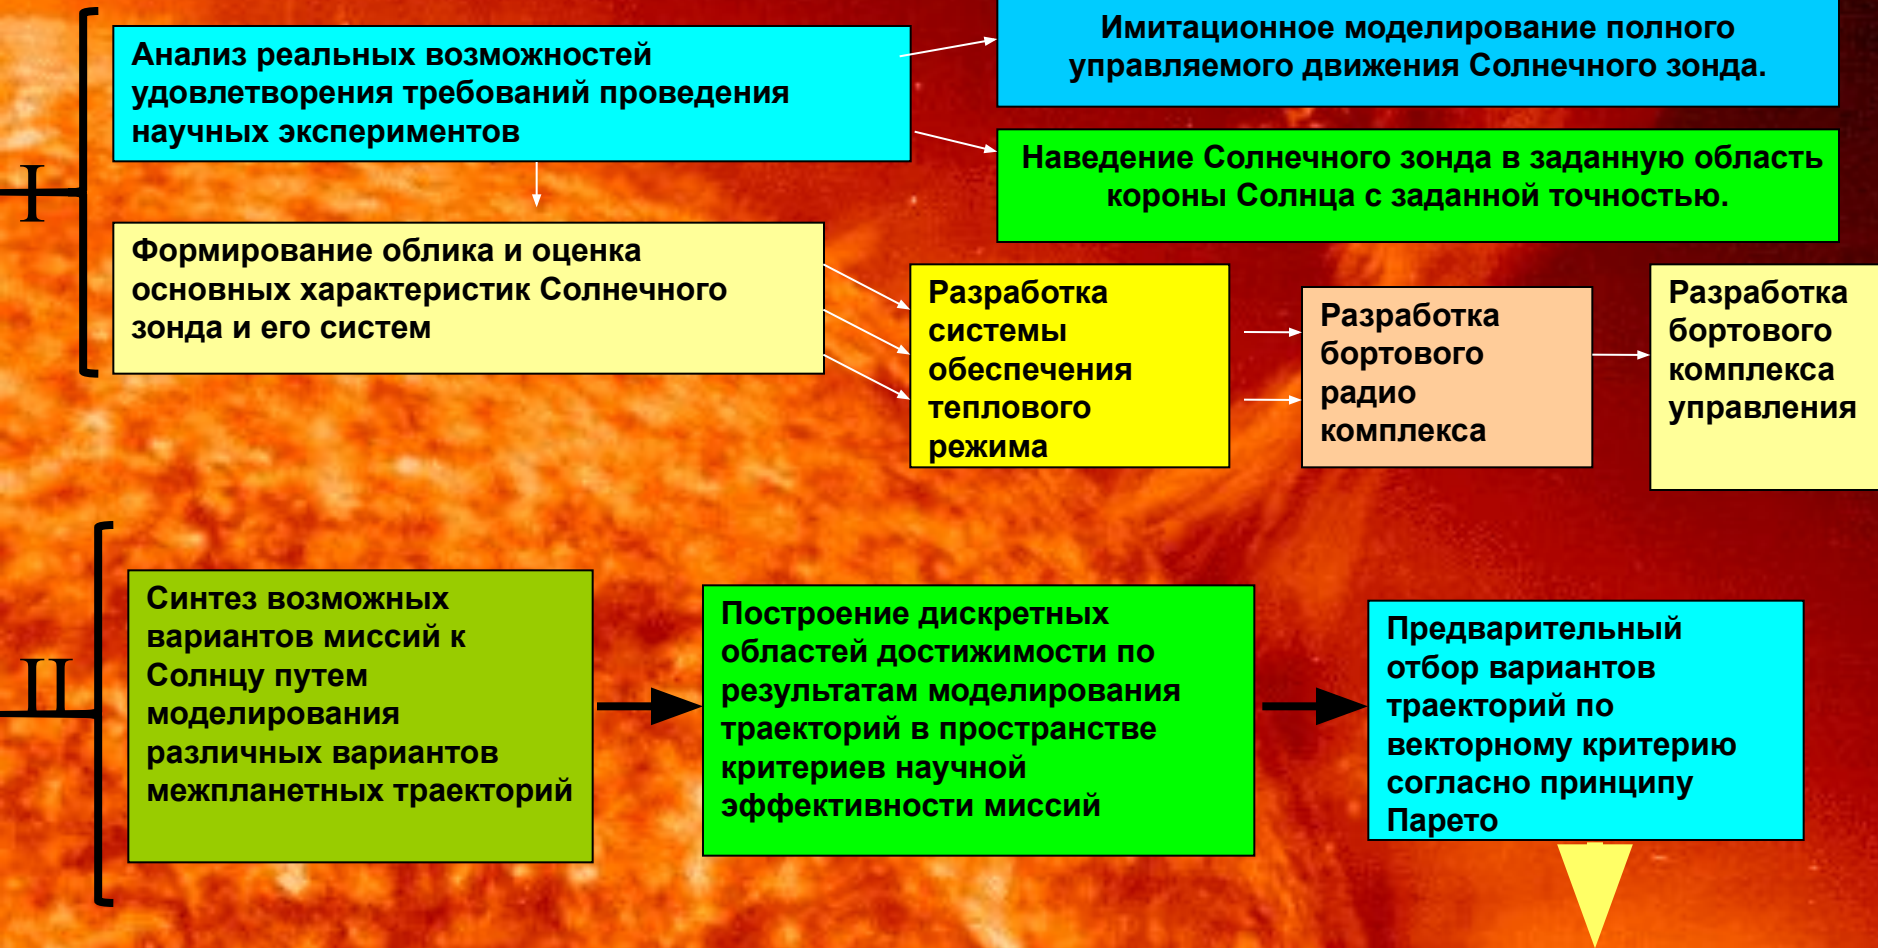 I
Анализ реальных возможностей
удовлетворения требований проведения
научных экспериментов
Имитационное моделирование полного
управляемого движения Солнечного зонда.
Наведение Солнечного зонда в заданную область
короны Солнца с заданной точностью.
Формирование облика и оценка
основных характеристик Солнечного
зонда и его систем
Разработка
системы
обеспечения
теплового
режима
Разработка
бортового
радио
комплекса
Разработка
бортового
комплекса
управления
II
Синтез возможных
вариантов миссий к
Солнцу путем
моделирования
различных вариантов
межпланетных траекторий
Построение дискретных
областей достижимости по
результатам моделирования
траекторий в пространстве
критериев научной
эффективности миссий
Предварительный
отбор вариантов
траекторий по
векторному критерию
согласно принципу
Парето